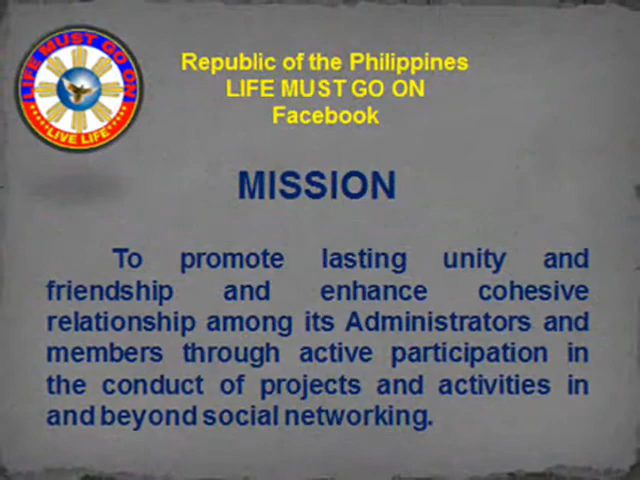 LIFE MUST GO ON
LIVE LIFE
Republic of the Philippines
LIFE MUST GO ON
Facebook
MISSION
To promote lasting unity and
friendship and enhance cohesive
relationship among its Administrators and
members through active participation in
the conduct of projects and activities in
and beyond social networking.